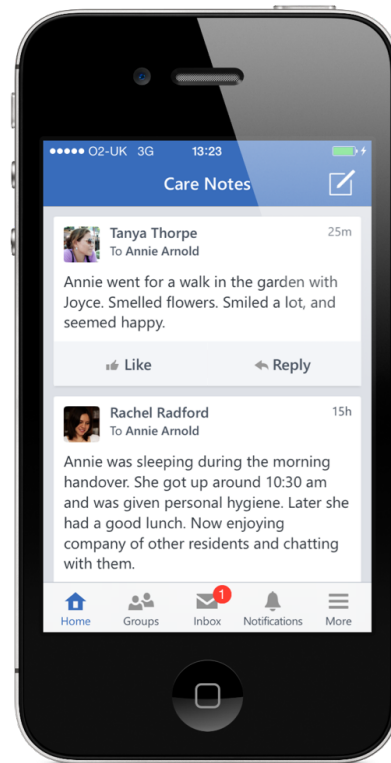 O2-UK 3G 13:23
Care Notes
Tanya Thorpe 25m
To Annie Arnold
Annie went for a walk in the garden with
Joyce. Smelled flowers. Smiled a lot, and
seemed happy.
Like Reply
Rachel Radford 15h
To Annie Arnold
Annie was sleeping during the morning
handover. She got up around 10:30 am
and was given personal hygiene. Later she
had a good lunch. Now enjoying
company of other residents and chatting
with them.
1
Home Groups Inbox Notifications More